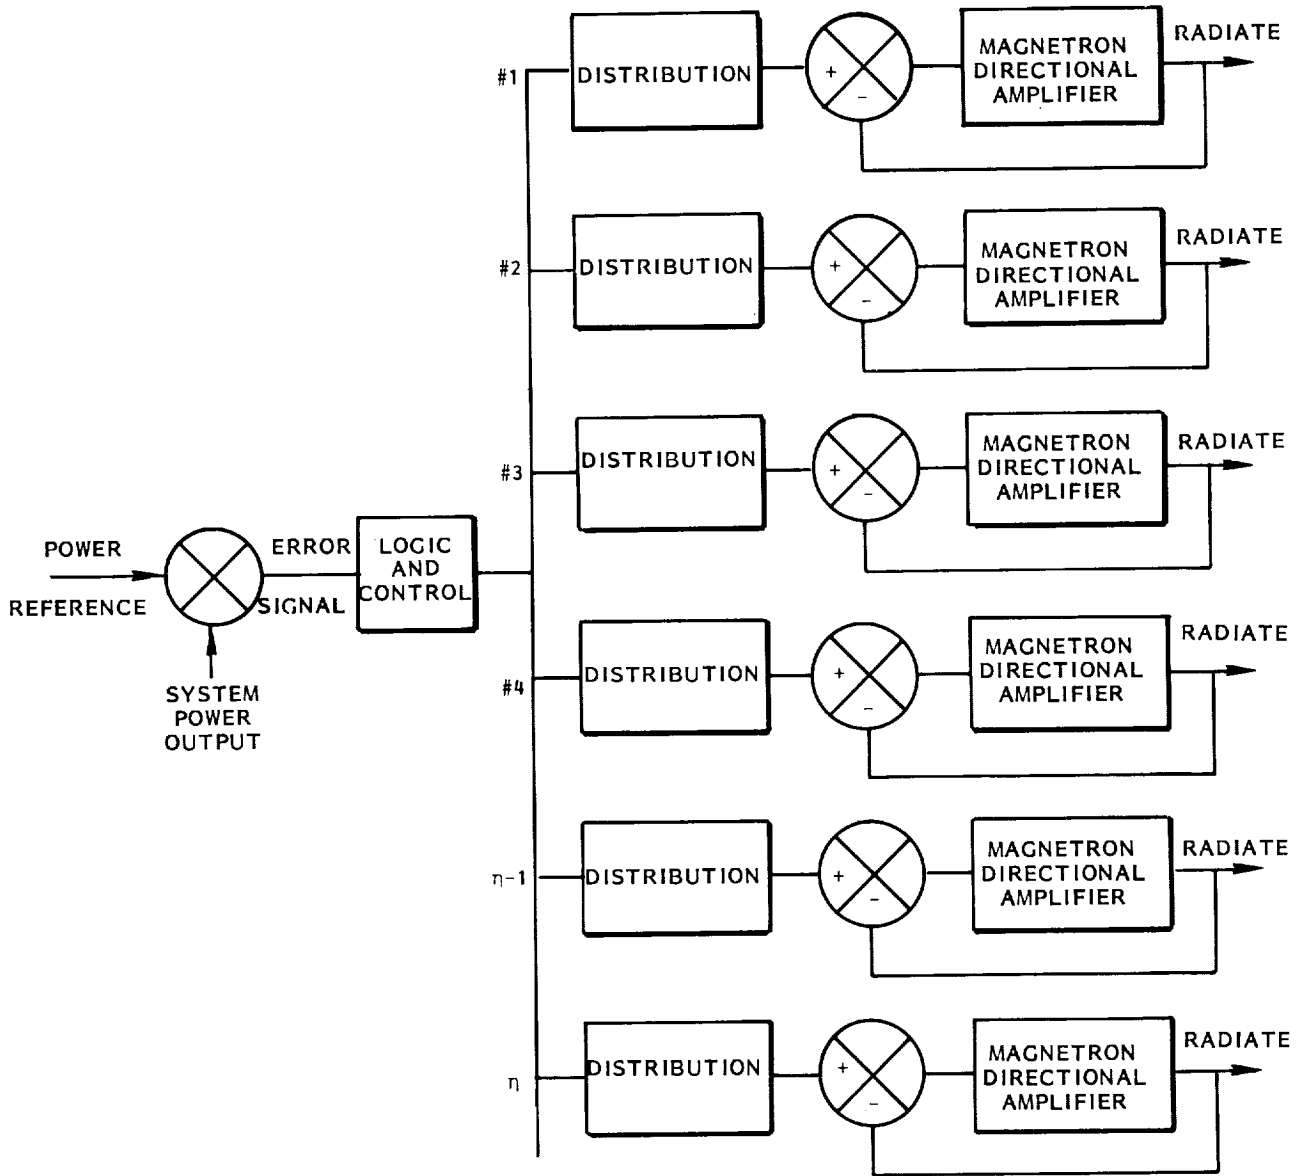 #1
DISTRIBUTION
+
−
MAGNETRON
DIRECTIONAL
AMPLIFIER
RADIATE
#2
DISTRIBUTION
+
−
MAGNETRON
DIRECTIONAL
AMPLIFIER
RADIATE
#3
DISTRIBUTION
+
−
MAGNETRON
DIRECTIONAL
AMPLIFIER
RADIATE
POWER
REFERENCE
SYSTEM
POWER
OUTPUT
ERROR
SIGNAL
LOGIC
AND
CONTROL
#4
DISTRIBUTION
+
−
MAGNETRON
DIRECTIONAL
AMPLIFIER
RADIATE
η-1
DISTRIBUTION
+
−
MAGNETRON
DIRECTIONAL
AMPLIFIER
RADIATE
η
DISTRIBUTION
+
−
MAGNETRON
DIRECTIONAL
AMPLIFIER
RADIATE